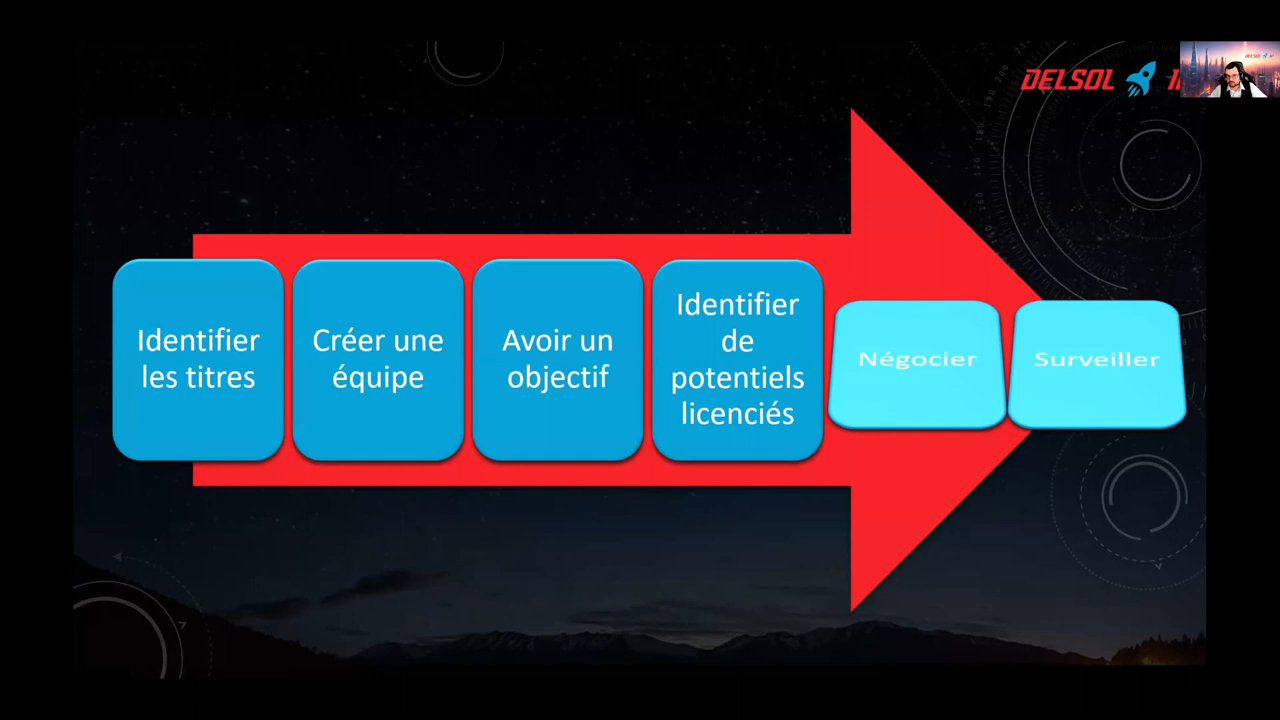 DELSOL
Identifier
les titres
Créer une
équipe
Avoir un
objectif
Identifier
de
potentiels
licenciés
Négocier
Surveiller